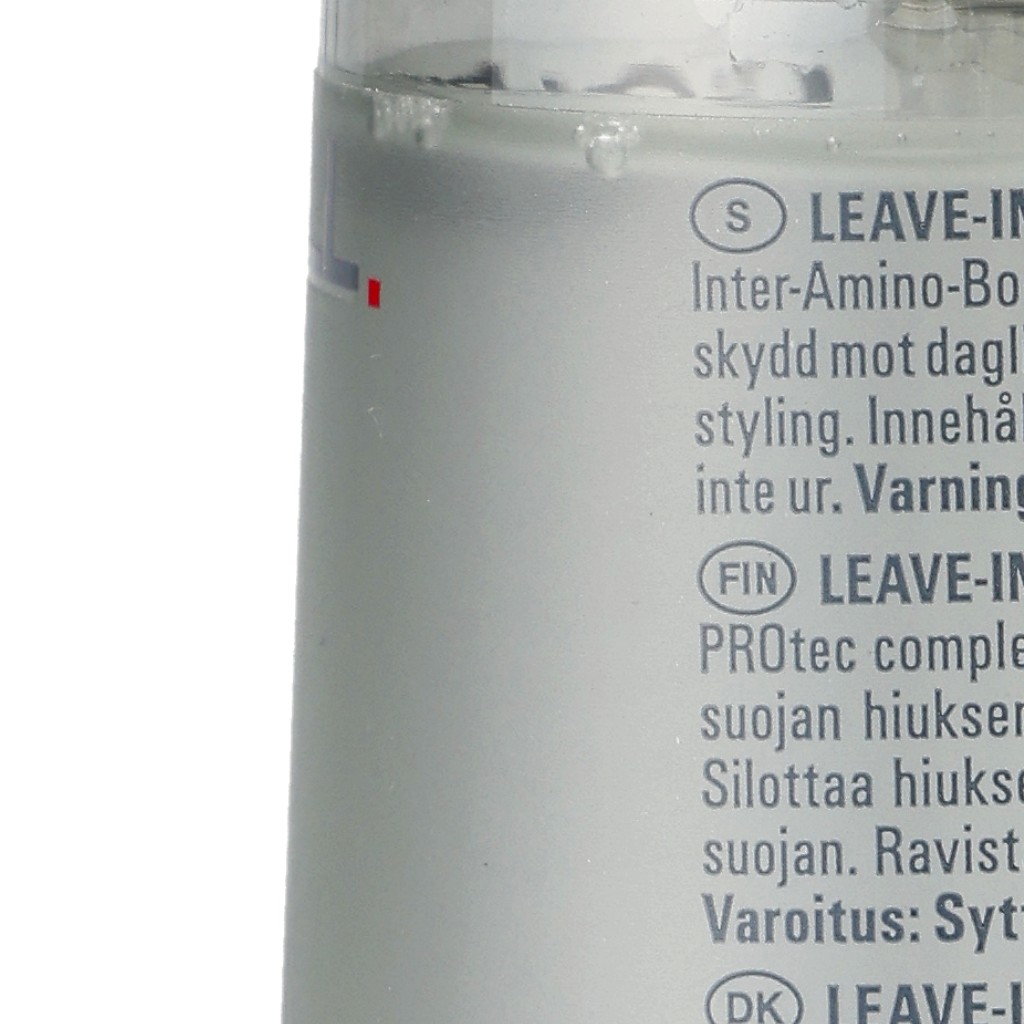 L.
S LEAVE-IN
Inter-Amino-Bo
skydd mot dagl
styling. Innehål
inte ur. Varning
FIN LEAVE-IN
PROtec comple
suojan hiuksen
Silottaa hiukse
suojan. Ravist
Varoitus: Sytt
DK LEAVE-I